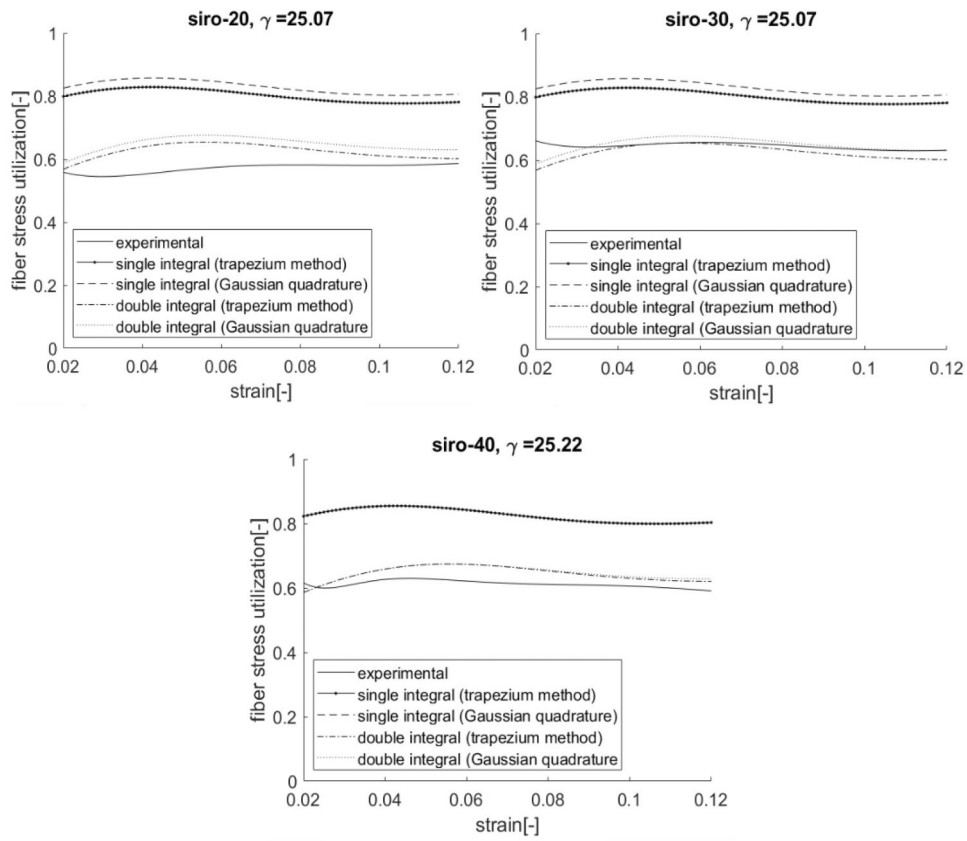 siro-20, γ =25.07
1
0.8
0.6
0.4
0.2
0
fiber stress utilization[-]
experimental
single integral (trapezium method)
single integral (Gaussian quadrature)
double integral (trapezium method)
double integral (Gaussian quadrature
0.02 0.04 0.06 0.08 0.1 0.12
strain[-]
siro-30, γ =25.07
1
0.8
0.6
0.4
0.2
0
fiber stress utilization[-]
experimental
single integral (trapezium method)
single integral (Gaussian quadrature)
double integral (trapezium method)
double integral (Gaussian quadrature
0.02 0.04 0.06 0.08 0.1 0.12
strain[-]
siro-40, γ =25.22
1
0.8
0.6
0.4
0.2
0
fiber stress utilization[-]
experimental
single integral (trapezium method)
single integral (Gaussian quadrature)
double integral (trapezium method)
double integral (Gaussian quadrature
0.02 0.04 0.06 0.08 0.1 0.12
strain[-]